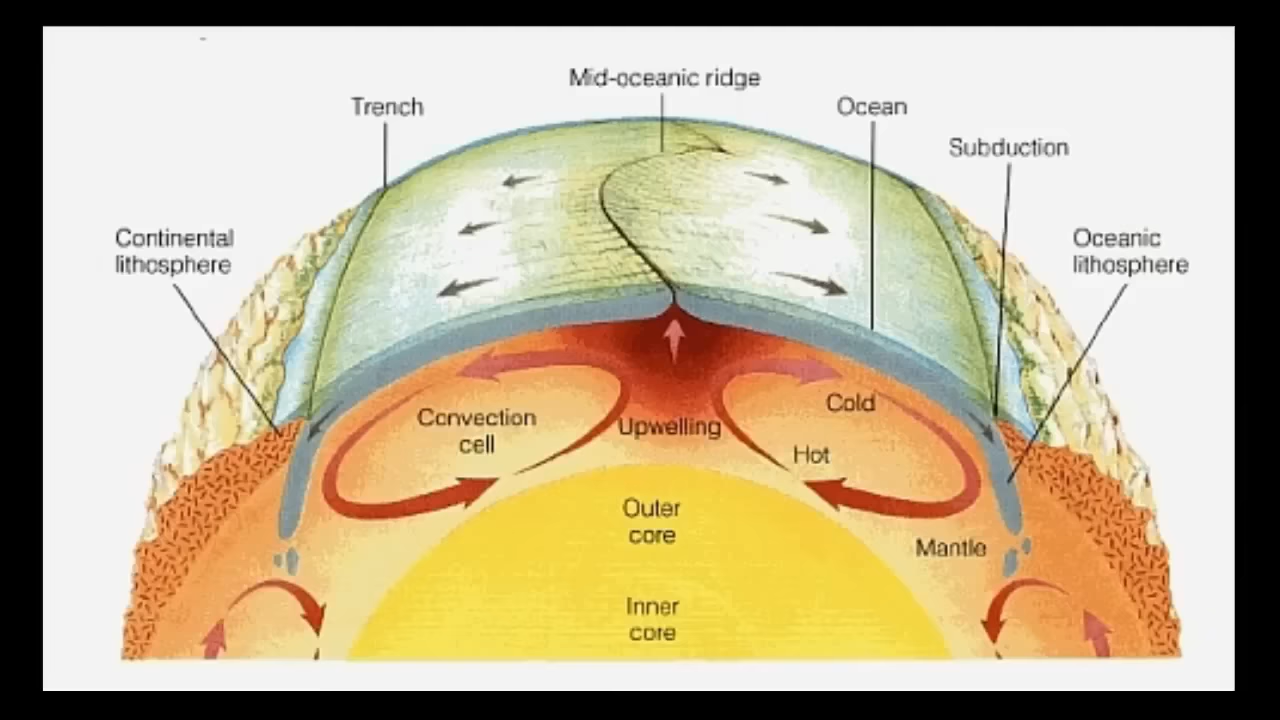 Mid-oceanic ridge
Trench
Ocean
Subduction
Continental
lithosphere
Oceanic
lithosphere
Convection
cell
Upwelling
Cold
Hot
Outer
core
Mantle
Inner
core